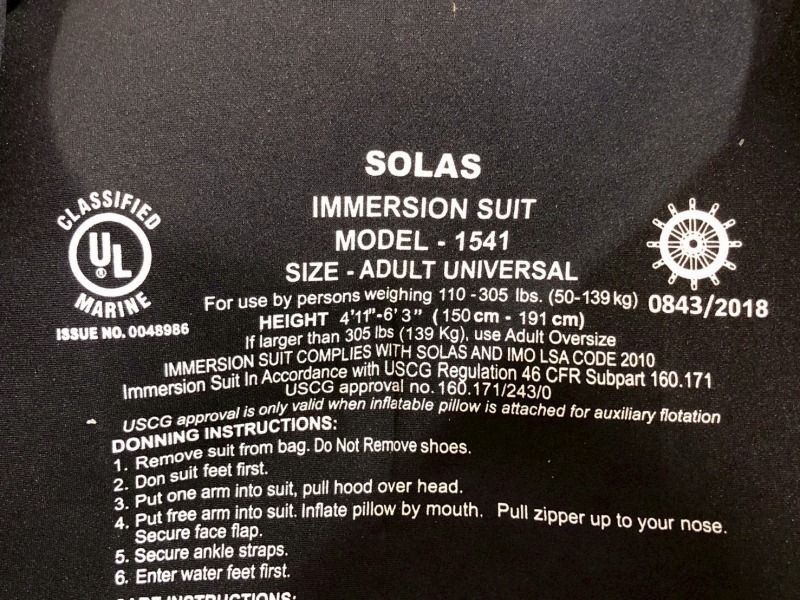 SOLAS
IMMERSION SUIT
MODEL - 1541
SIZE - ADULT UNIVERSAL
CLASSIFIED
UL
®
MARINE
ISSUE NO. 0048986
0843/2018
For use by persons weighing 110 -305 lbs. (50-139 kg)
HEIGHT 4'11"-6' 3" ( 150 cm - 191 cm)
If larger than 305 lbs (139 Kg), use Adult Oversize
IMMERSION SUIT COMPLIES WITH SOLAS AND IMO LSA CODE 2010
Immersion Suit In Accordance with USCG Regulation 46 CFR Subpart 160.171
USCG approval no. 160.171/243/0
USCG approval is only valid when inflatable pillow is attached for auxiliary flotation
DONNING INSTRUCTIONS:
1. Remove suit from bag. Do Not Remove shoes.
2. Don suit feet first.
3. Put one arm into suit, pull hood over head.
4. Put free arm into suit. Inflate pillow by mouth. Pull zipper up to your nose.
Secure face flap.
5. Secure ankle straps.
6. Enter water feet first.
CARE INSTRUCTIONS: